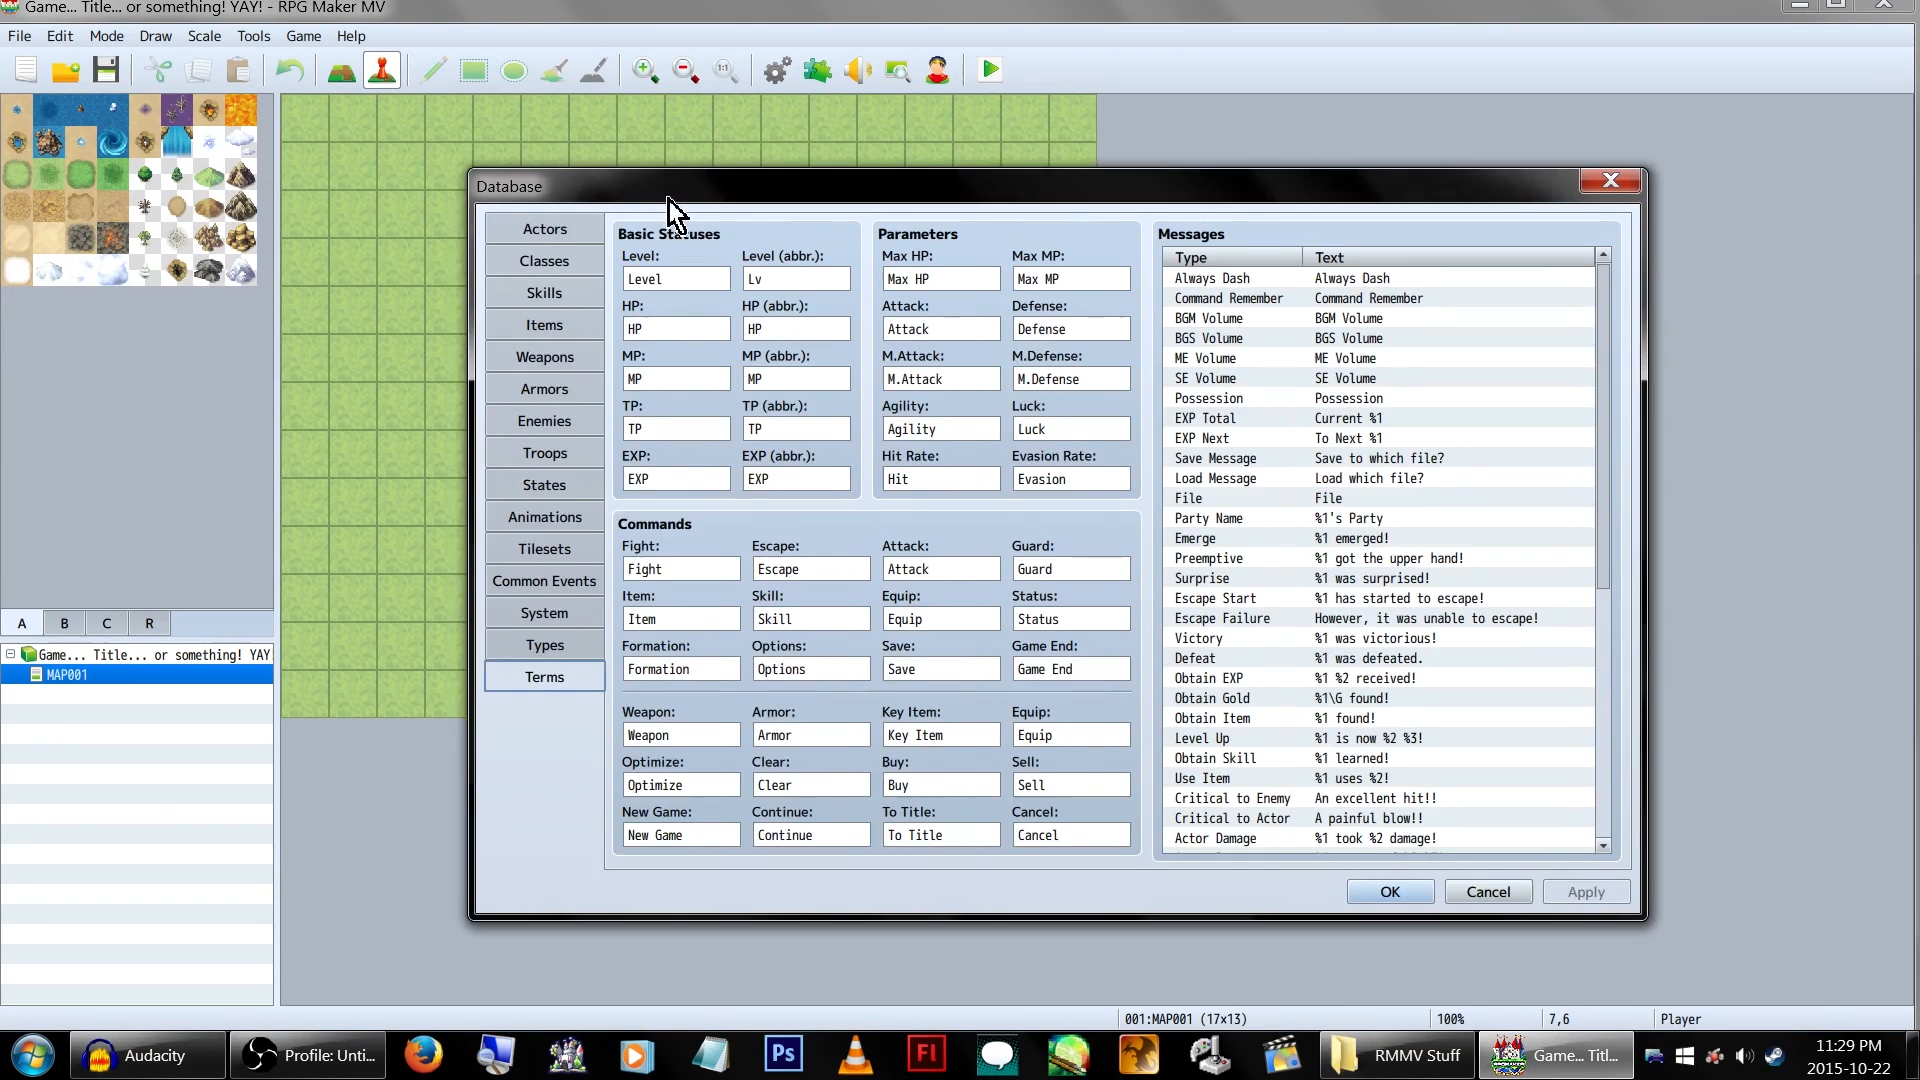 Game... Title... or something! YAY! - RPG Maker MV
File Edit Mode Draw Scale Tools Game Help
1:1
Database
Actors
Classes
Skills
Items
Weapons
Armors
Enemies
Troops
States
Animations
Tilesets
Common Events
System
Types
Terms
Basic Statuses
Level: Level (abbr.):
Level Lv
HP: HP (abbr.):
HP HP
MP: MP (abbr.):
MP MP
TP: TP (abbr.):
TP TP
EXP: EXP (abbr.):
EXP EXP
Parameters
Max HP: Max MP:
Max HP Max MP
Attack: Defense:
Attack Defense
M.Attack: M.Defense:
M.Attack M.Defense
Agility: Luck:
Agility Luck
Hit Rate: Evasion Rate:
Hit Evasion
Commands
Fight: Escape: Attack: Guard:
Fight Escape Attack Guard
Item: Skill: Equip: Status:
Item Skill Equip Status
Formation: Options: Save: Game End:
Formation Options Save Game End
Weapon: Armor: Key Item: Equip:
Weapon Armor Key Item Equip
Optimize: Clear: Buy: Sell:
Optimize Clear Buy Sell
New Game: Continue: To Title: Cancel:
New Game Continue To Title Cancel
Messages
Type Text
Always Dash Always Dash
Command Remember Command Remember
BGM Volume BGM Volume
BGS Volume BGS Volume
ME Volume ME Volume
SE Volume SE Volume
Possession Possession
EXP Total Current %1
EXP Next To Next %1
Save Message Save to which file?
Load Message Load which file?
File File
Party Name %1's Party
Emerge %1 emerged!
Preemptive %1 got the upper hand!
Surprise %1 was surprised!
Escape Start %1 has started to escape!
Escape Failure However, it was unable to escape!
Victory %1 was victorious!
Defeat %1 was defeated.
Obtain EXP %1 %2 received!
Obtain Gold %1\G found!
Obtain Item %1 found!
Level Up %1 is now %2 %3!
Obtain Skill %1 learned!
Use Item %1 uses %2!
Critical to Enemy An excellent hit!!
Critical to Actor A painful blow!!
Actor Damage %1 took %2 damage!
OK Cancel Apply
A B C R
Game... Title... or something! YAY
MAP001
001:MAP001 (17x13) 100% 7,6 Player
Audacity Profile: Unti... Ps Fl RMMV Stuff Game... Titl...
11:29 PM
2015-10-22